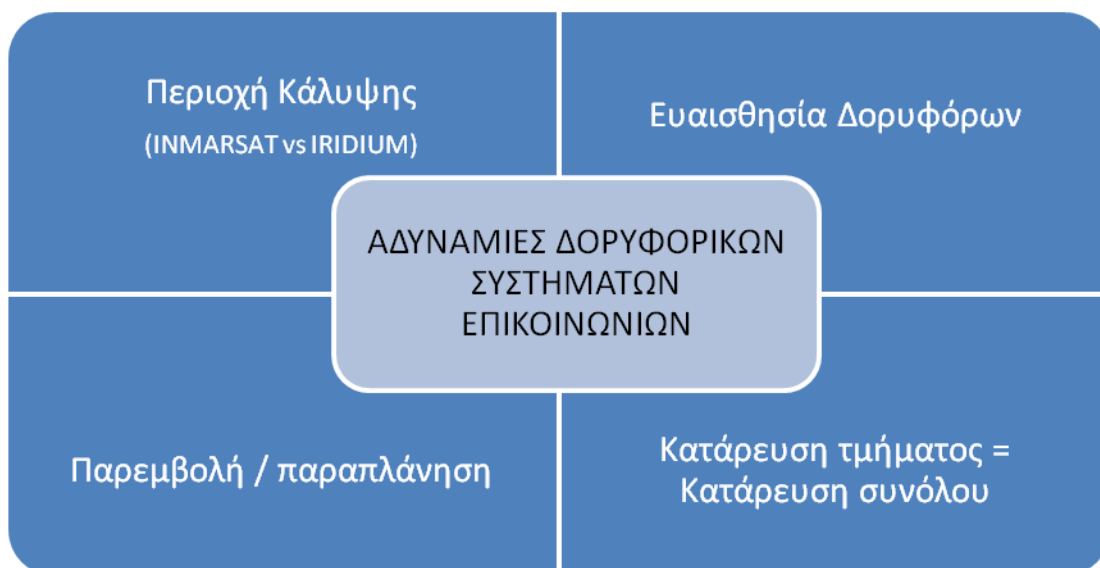 Περιοχή Κάλυψης
(INMARSAT vs IRIDIUM)
Ευαισθησία Δορυφόρων
ΑΔΥΝΑΜΙΕΣ ΔΟΡΥΦΟΡΙΚΩΝ
ΣΥΣΤΗΜΑΤΩΝ
ΕΠΙΚΟΙΝΩΝΙΩΝ
Παρεμβολή / παραπλάνηση
Κατάρευση τμήματος =
Κατάρευση συνόλου